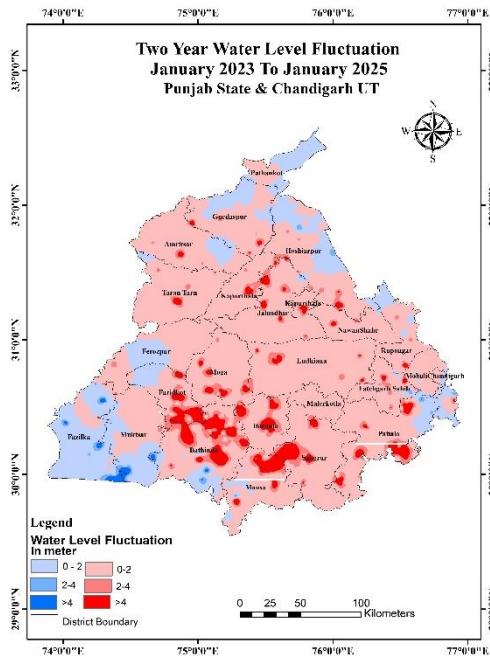 74°0'0"E 75°0'0"E 76°0'0"E 77°0'0"E
Two Year Water Level Fluctuation
January 2023 To January 2025
Punjab State & Chandigarh UT
N
W E
S
33°0'0"N
32°0'0"N
31°0'0"N
30°0'0"N
29°0'0"N
Pathankot
Gurdaspur
Amritsar
Hoshiarpur
Taran Tarn
Kapurthala
Kapurthala
Jalandhar
NawanShahr
Ferozpur
Moga
Ludhiana
Rupnagar
Mohali
Chandigarh
Faridkot
Fatehgarh Sahib
Malerkotla
Fazilka
Muktsar
Barnala
Patiala
Bathinda
Sangrur
Mansa
Legend
Water Level Fluctuation
In meter
0 - 2 0-2
2-4 2-4
>4 >4
District Boundary
0 25 50 100
Kilometers
74°0'0"E 75°0'0"E 76°0'0"E 77°0'0"E